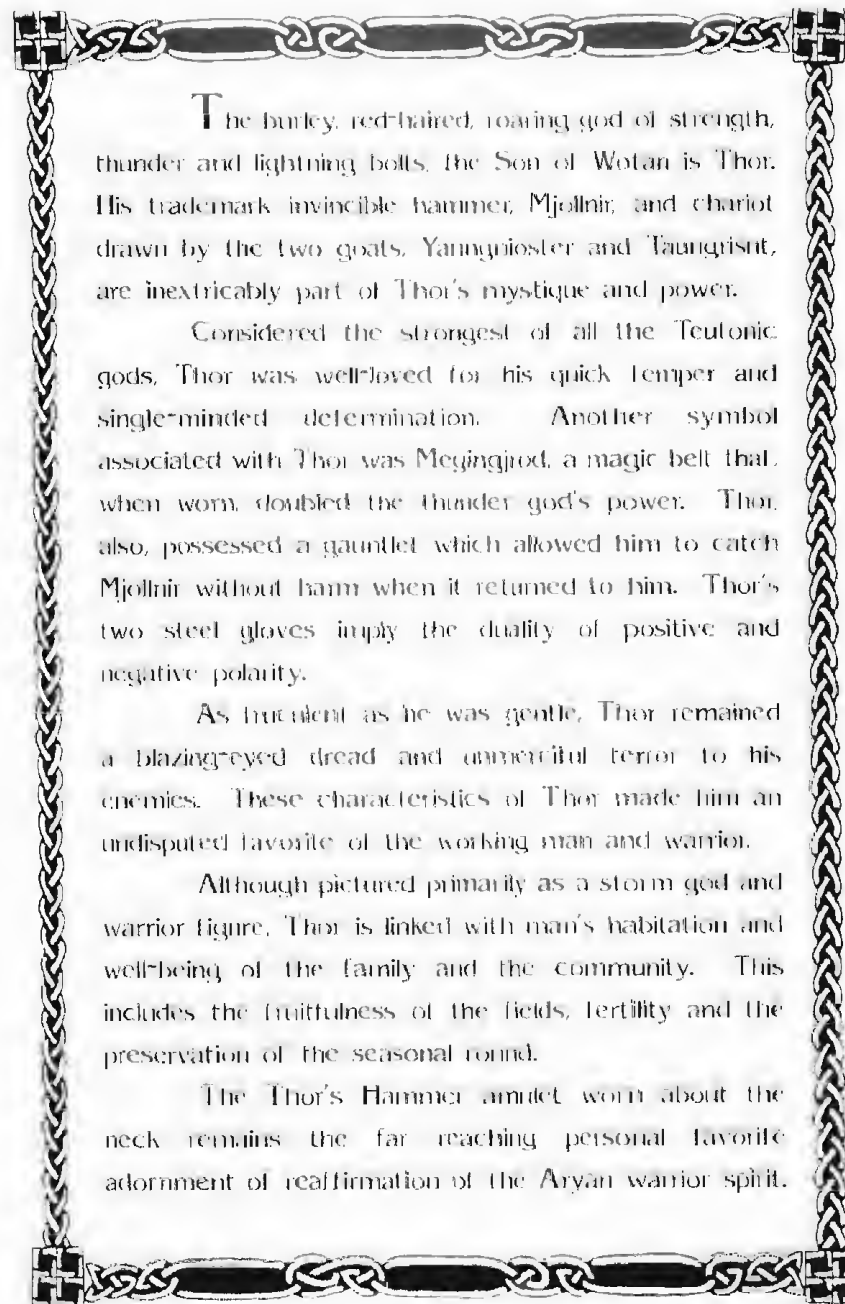 The burley, red-haired, roaring god of strength,
thunder and lightning bolts, the Son of Wotan is Thor.
His trademark invincible hammer, Mjollnir, and chariot
drawn by the two goats, Yanngnioster and Taungrisnt,
are inextricably part of Thor's mystique and power.
Considered the strongest of all the Teutonic
gods, Thor was well-loved for his quick temper and
single-minded determination. Another symbol
associated with Thor was Megingjrod, a magic belt that,
when worn, doubled the thunder god's power. Thor,
also, possessed a gauntlet which allowed him to catch
Mjollnir without harm when it returned to him. Thor's
two steel gloves imply the duality of positive and
negative polarity.
As truculent as he was gentle, Thor remained
a blazing-eyed dread and unmerciful terror to his
enemies. These characteristics of Thor made him an
undisputed favorite of the working man and warrior.
Although pictured primarily as a storm god and
warrior figure, Thor is linked with man's habitation and
well-being of the family and the community. This
includes the fruitfulness of the fields, fertility and the
preservation of the seasonal round.
The Thor's Hammer amulet worn about the
neck remains the far reaching personal favorite
adornment of reaffirmation of the Aryan warrior spirit.